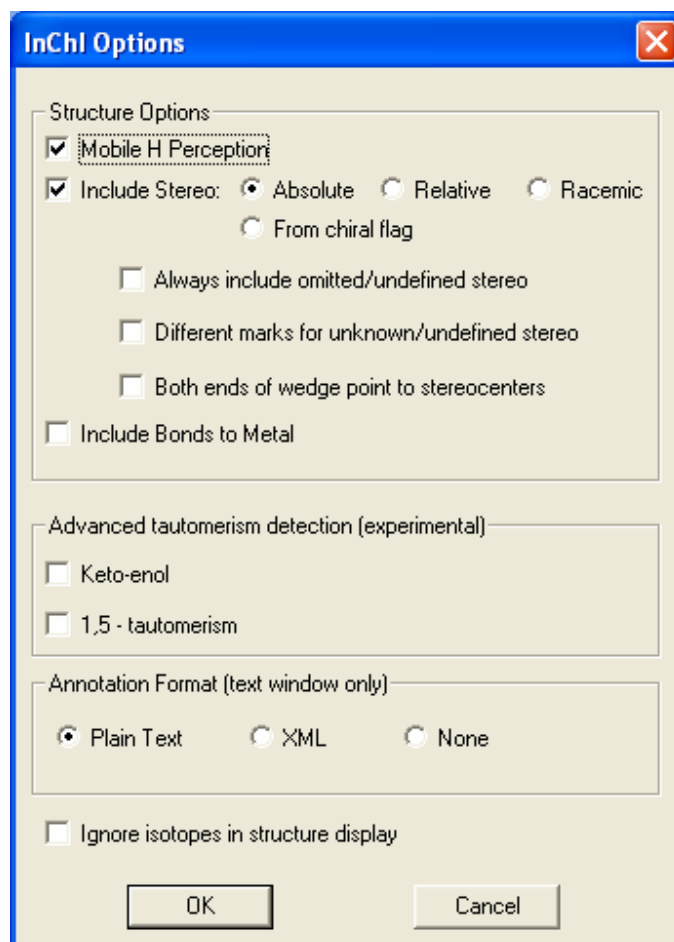 InChI Options
Structure Options
Mobile H Perception
Include Stereo: Absolute Relative Racemic
From chiral flag
Always include omitted/undefined stereo
Different marks for unknown/undefined stereo
Both ends of wedge point to stereocenters
Include Bonds to Metal
Advanced tautomerism detection (experimental)
Keto-enol
1,5 - tautomerism
Annotation Format (text window only)
Plain Text XML None
Ignore isotopes in structure display
OK Cancel